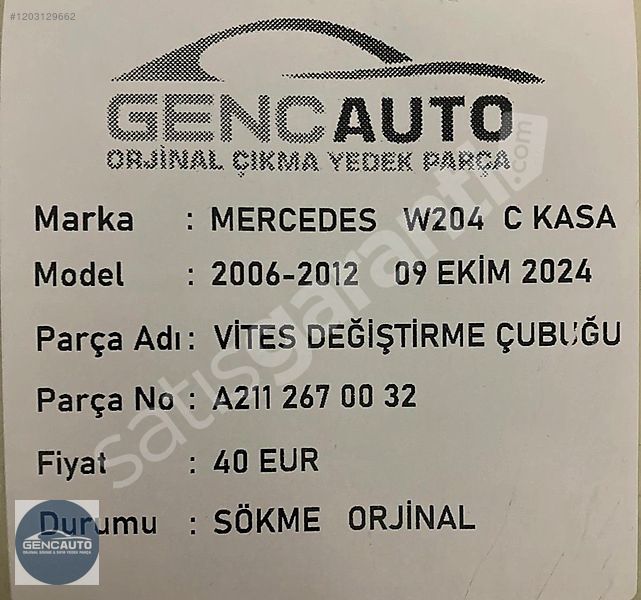 #1203129662
GENCAUTO
ORJİNAL ÇIKMA YEDEK PARÇA
Marka : MERCEDES W204 C KASA
Model : 2006-2012 09 EKİM 2024
Parça Adı : VİTES DEĞİŞTİRME ÇUBUĞU
Parça No : A211 267 00 32
Fiyat : 40 EUR
Durumu : SÖKME ORJİNAL
satisgaranti.com
GENCAUTO